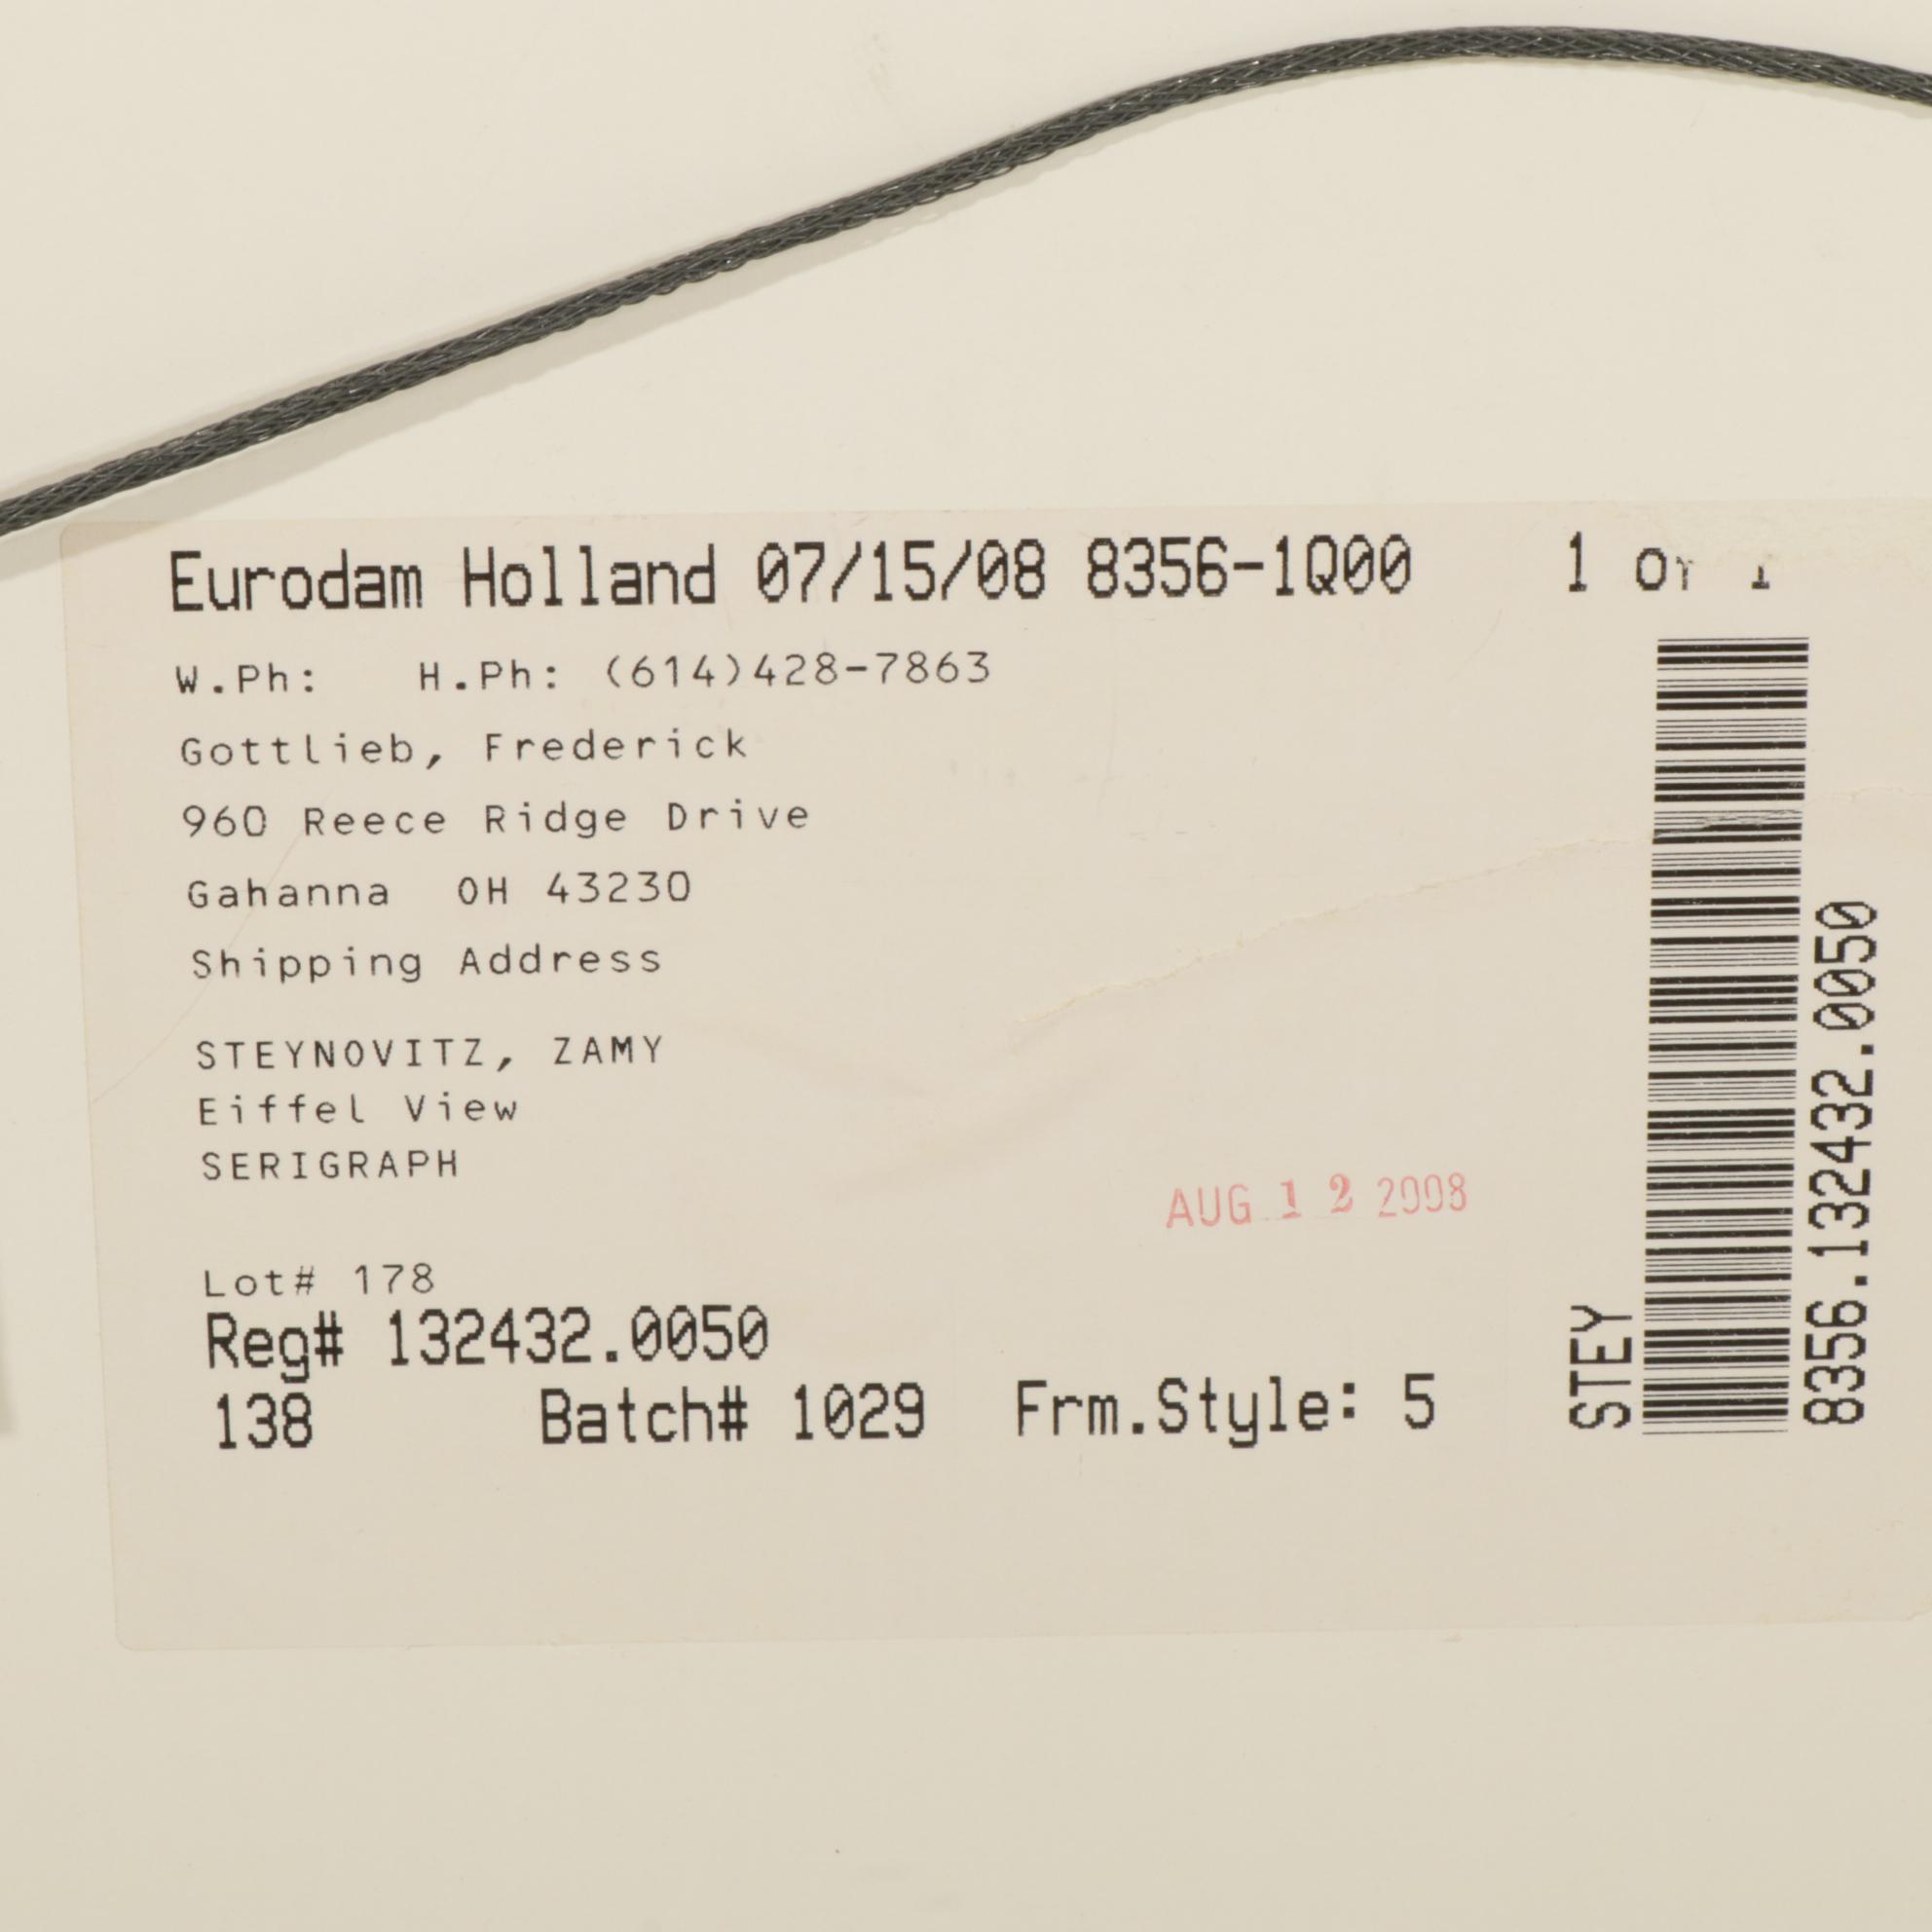 Eurodam Holland 07/15/08 8356-1Q00 1 of 1
W.Ph: H.Ph: (614)428-7863
Gottlieb, Frederick
960 Reece Ridge Drive
Gahanna OH 43230
Shipping Address
STEYNOVITZ, ZAMY
Eiffel View
SERIGRAPH
AUG 12 2008
Lot# 178
Reg# 132432.0050
138 Batch# 1029 Frm.Style: 5
STEY
8356.132432.0050